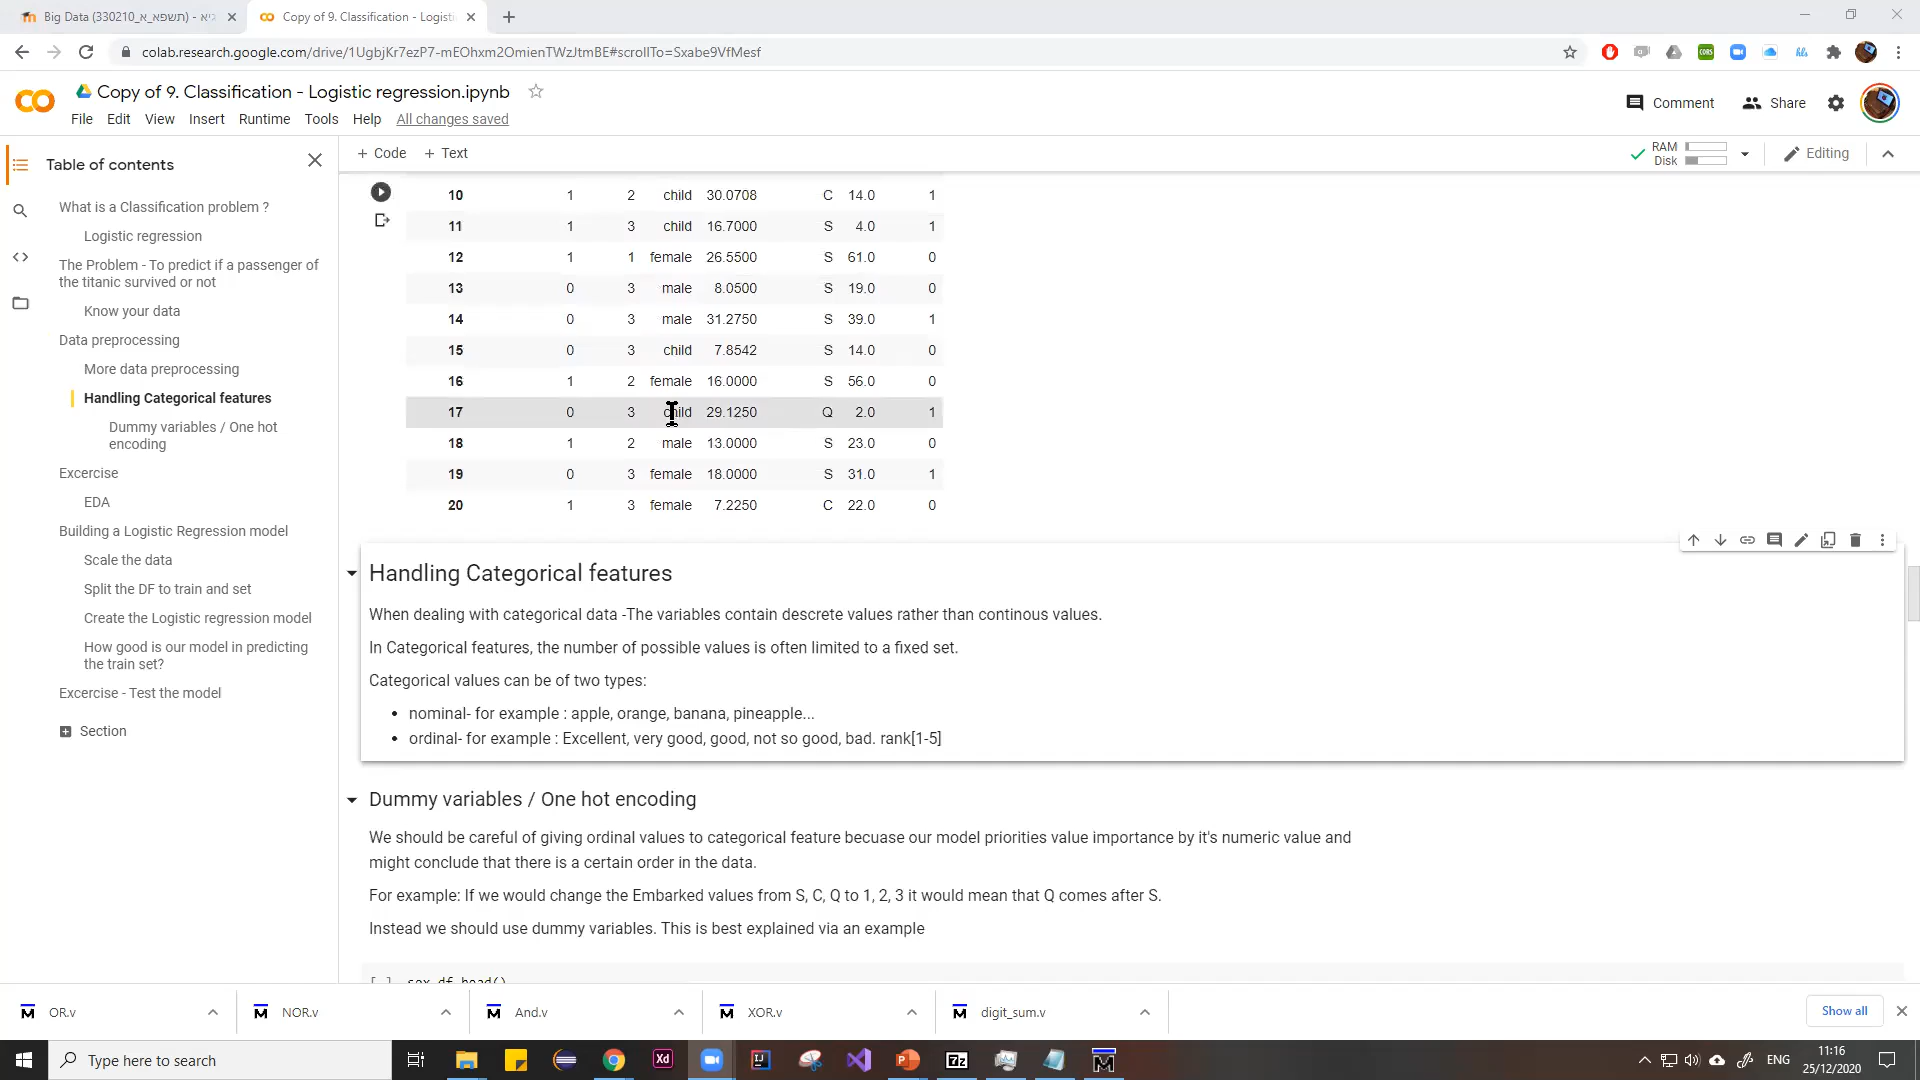 Big Data (330210_תשפא_א) - גיא
Copy of 9. Classification - Logisti
colab.research.google.com/drive/1UgbjKr7ezP7-mEOhxm2OmienTWzJtmBE#scrollTo=Sxabe9VfMesf
Copy of 9. Classification - Logistic regression.ipynb
Comment
Share
File Edit View Insert Runtime Tools Help All changes saved
Table of contents
+ Code + Text
RAM
Disk
Editing
What is a Classification problem ?
Logistic regression
The Problem - To predict if a passenger of
the titanic survived or not
Know your data
Data preprocessing
More data preprocessing
Handling Categorical features
Dummy variables / One hot
encoding
Excercise
EDA
Building a Logistic Regression model
Scale the data
Split the DF to train and set
Create the Logistic regression model
How good is our model in predicting
the train set?
Excercise - Test the model
Section
10 1 2 child 30.0708 C 14.0 1
11 1 3 child 16.7000 S 4.0 1
12 1 1 female 26.5500 S 61.0 0
13 0 3 male 8.0500 S 19.0 0
14 0 3 male 31.2750 S 39.0 1
15 0 3 child 7.8542 S 14.0 0
16 1 2 female 16.0000 S 56.0 0
17 0 3 child 29.1250 Q 2.0 1
18 1 2 male 13.0000 S 23.0 0
19 0 3 female 18.0000 S 31.0 1
20 1 3 female 7.2250 C 22.0 0
Handling Categorical features
When dealing with categorical data -The variables contain descrete values rather than continous values.
In Categorical features, the number of possible values is often limited to a fixed set.
Categorical values can be of two types:
• nominal- for example : apple, orange, banana, pineapple...
• ordinal- for example : Excellent, very good, good, not so good, bad. rank[1-5]
Dummy variables / One hot encoding
We should be careful of giving ordinal values to categorical feature becuase our model priorities value importance by it's numeric value and
might conclude that there is a certain order in the data.
For example: If we would change the Embarked values from S, C, Q to 1, 2, 3 it would mean that Q comes after S.
Instead we should use dummy variables. This is best explained via an example
[ ] sex_df.head()
OR.v
NOR.v
And.v
XOR.v
digit_sum.v
Show all
Type here to search
ENG
11:16
25/12/2020